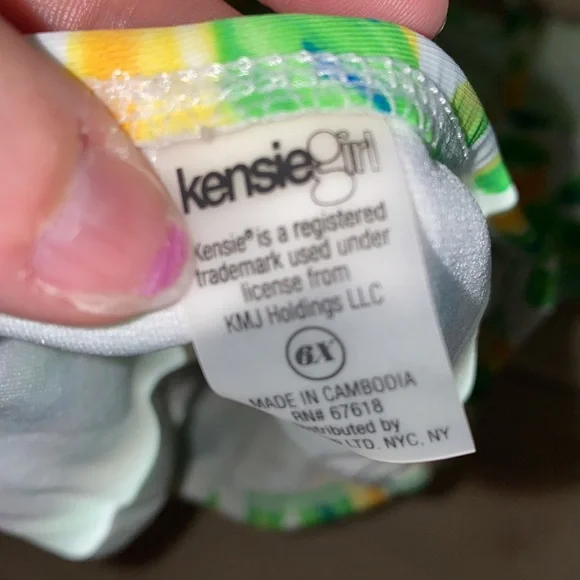 kensiegirl
Kensie® is a registered
trademark used under
license from
KMJ Holdings LLC
6X
MADE IN CAMBODIA
RN# 67618
tributed by
LTD. NYC, NY